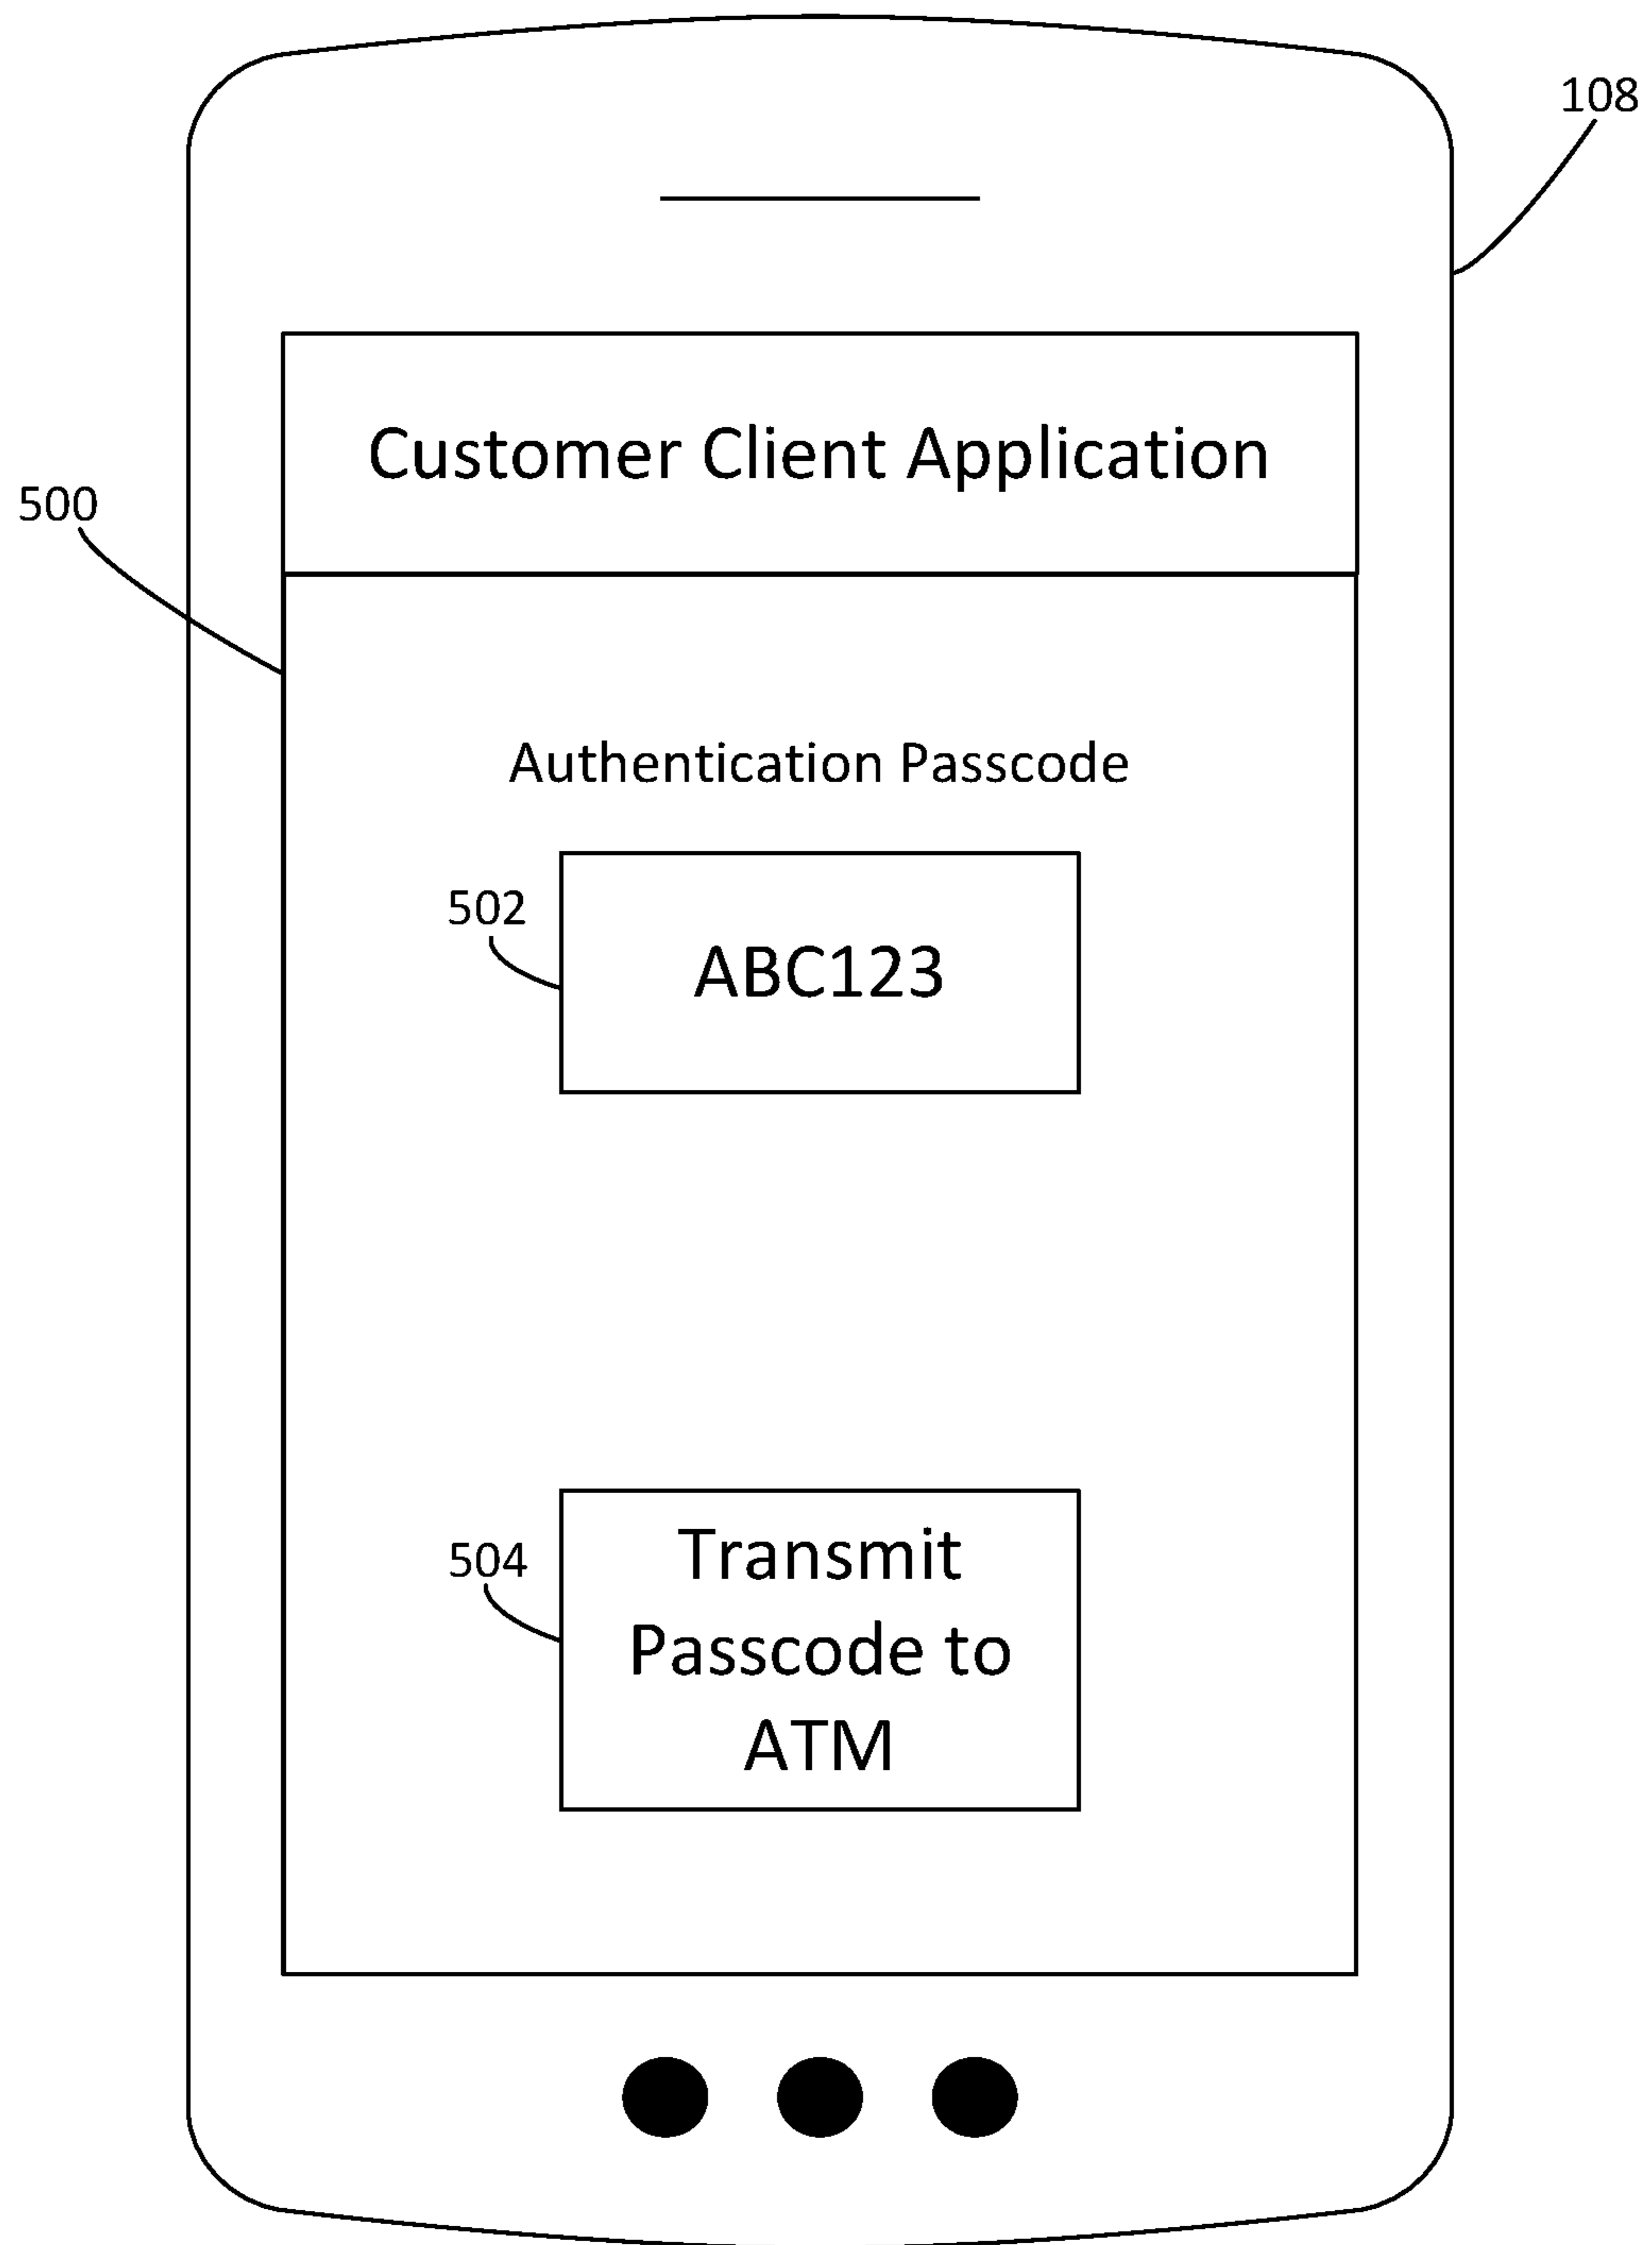 108
Customer Client Application
500
Authentication Passcode
502
ABC123
504
Transmit
Passcode to
ATM